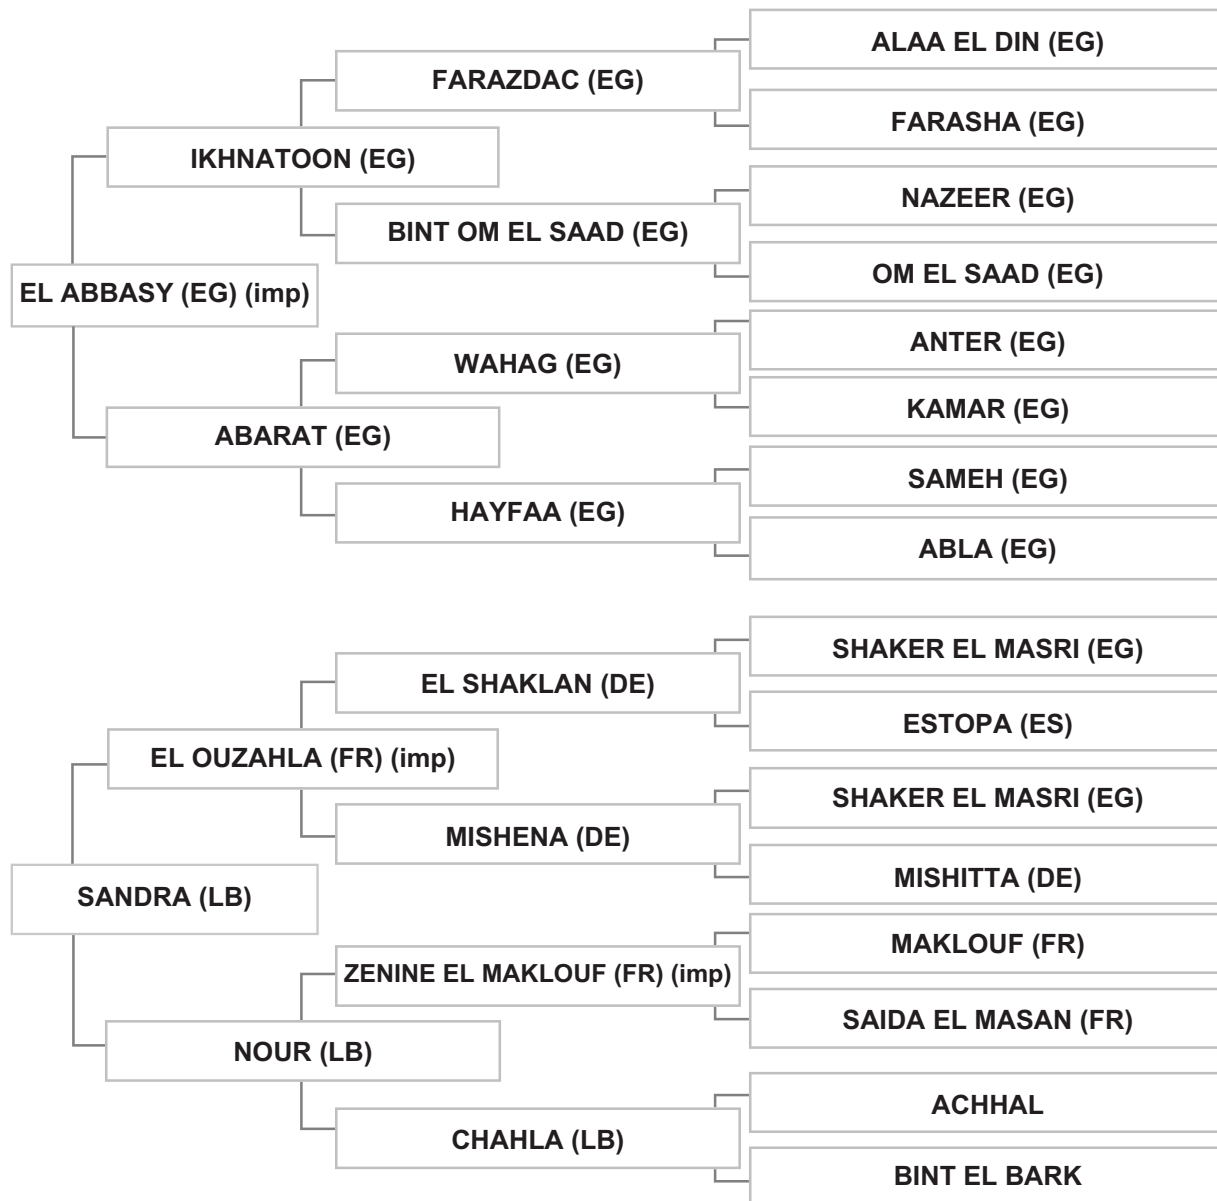 ALAA EL DIN (EG)
FARAZDAC (EG)
FARASHA (EG)
IKHNATOON (EG)
NAZEER (EG)
BINT OM EL SAAD (EG)
OM EL SAAD (EG)
EL ABBASY (EG) (imp)
ANTER (EG)
WAHAG (EG)
KAMAR (EG)
ABARAT (EG)
SAMEH (EG)
HAYFAA (EG)
ABLA (EG)
SHAKER EL MASRI (EG)
EL SHAKLAN (DE)
ESTOPA (ES)
EL OUZAHLA (FR) (imp)
SHAKER EL MASRI (EG)
MISHENA (DE)
MISHITTA (DE)
SANDRA (LB)
MAKLOUF (FR)
ZENINE EL MAKLOUF (FR) (imp)
SAIDA EL MASAN (FR)
NOUR (LB)
ACHHAL
CHAHLA (LB)
BINT EL BARK